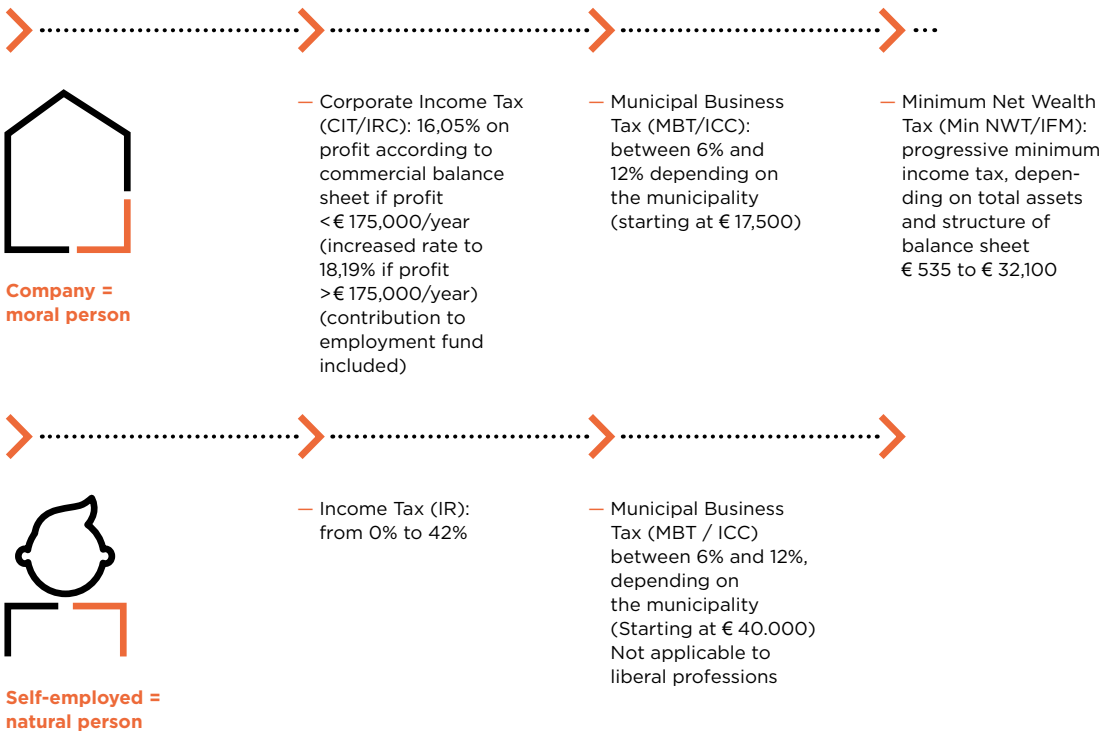 Company =
moral person
— Corporate Income Tax
(CIT/IRC): 16,05% on
profit according to
commercial balance
sheet if profit
<€ 175,000/year
(increased rate to
18,19% if profit
>€ 175,000/year)
(contribution to
employment fund
included)
— Municipal Business
Tax (MBT/ICC):
between 6% and
12% depending on
the municipality
(starting at € 17,500)
— Minimum Net Wealth
Tax (Min NWT/IFM):
progressive minimum
income tax, depen-
ding on total assets
and structure of
balance sheet
€ 535 to € 32,100
Self-employed =
natural person
— Income Tax (IR):
from 0% to 42%
— Municipal Business
Tax (MBT / ICC)
between 6% and 12%,
depending on
the municipality
(Starting at € 40.000)
Not applicable to
liberal professions